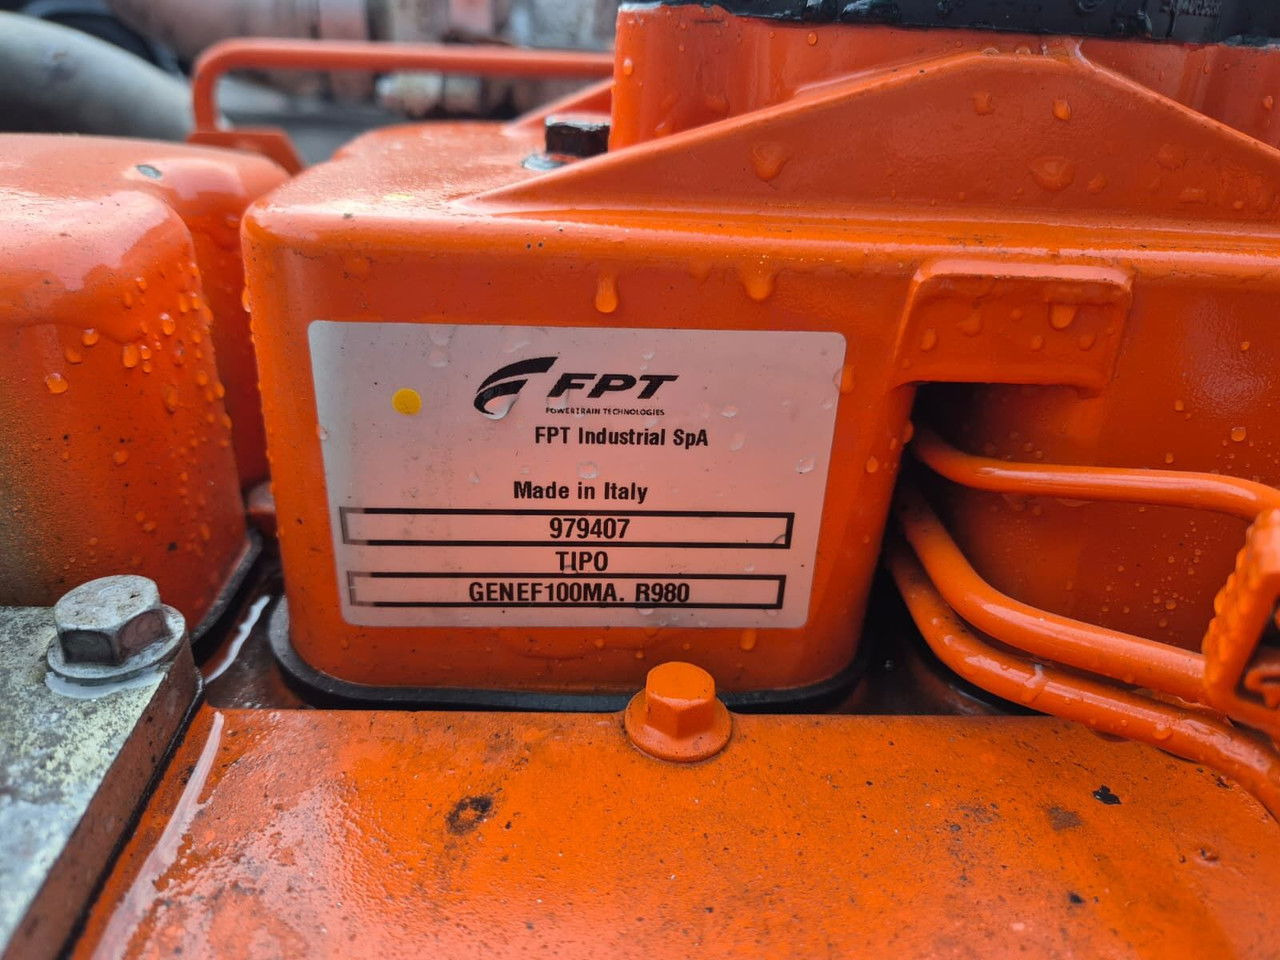 FPT
POWERTRAIN TECHNOLOGIES
FPT Industrial SpA
Made in Italy
979407
TIPO
GENEF100MA. R980